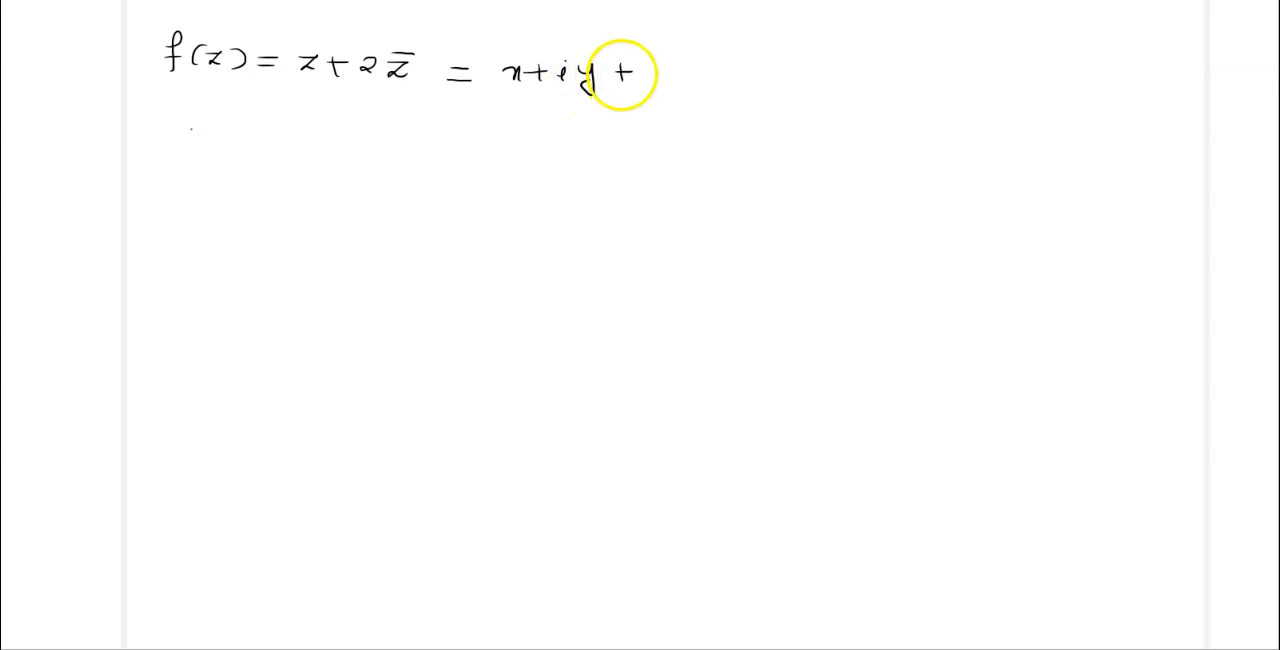 f(z) = z + 2z̅ = x + iy +